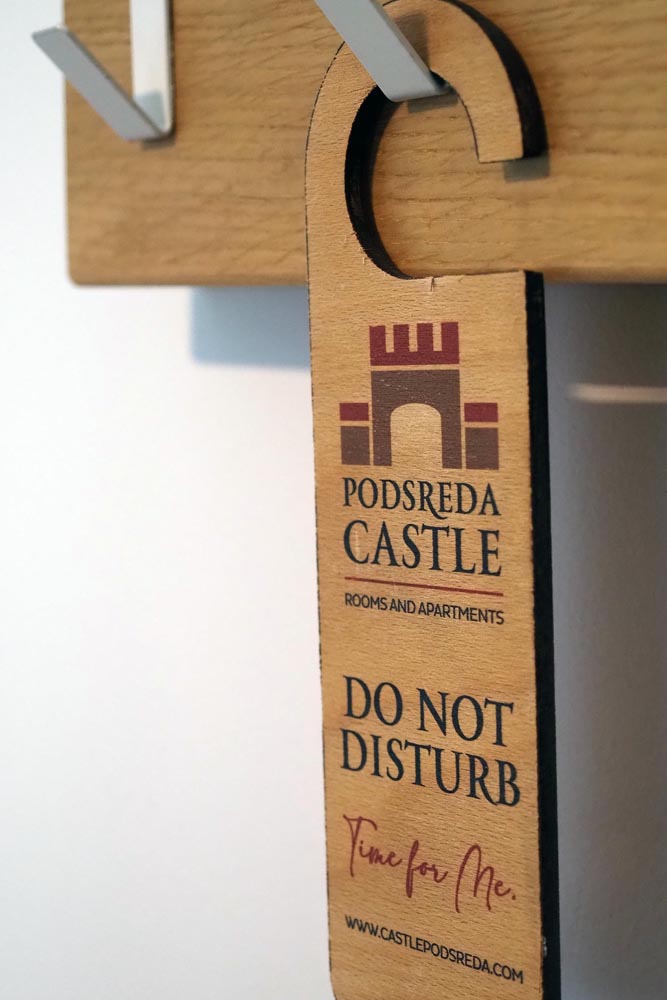 PODSREDA
CASTLE
ROOMS AND APARTMENTS
DO NOT
DISTURB
Time for Me.
WWW.CASTLEPODSREDA.COM